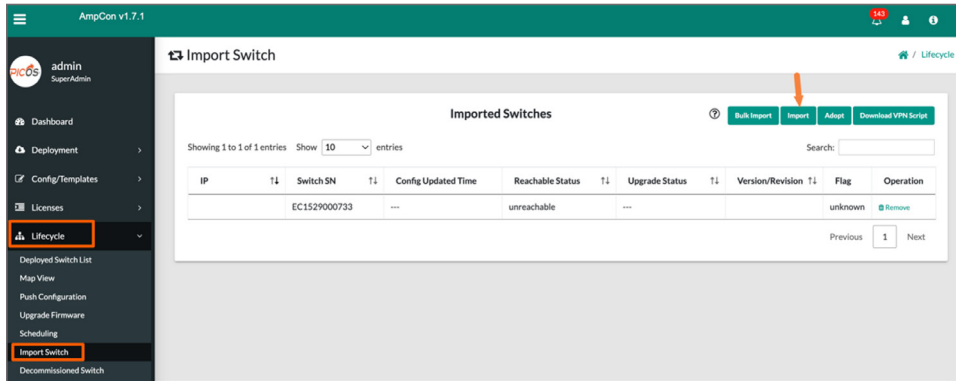 AmpCon v1.7.1
143
PICOS
admin
SuperAdmin
Import Switch
/ Lifecycle
Dashboard
Deployment
Config/Templates
Licenses
Lifecycle
Deployed Switch List
Map View
Push Configuration
Upgrade Firmware
Scheduling
Import Switch
Decommissioned Switch
Imported Switches
Bulk Import Import Adopt Download VPN Script
Showing 1 to 1 of 1 entries Show 10 entries Search:
IP Switch SN Config Updated Time Reachable Status Upgrade Status Version/Revision Flag Operation
EC1529000733 --- unreachable --- unknown Remove
Previous 1 Next